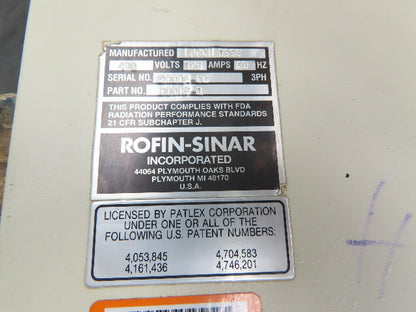 MANUFACTURED
VOLTS AMPS HZ
SERIAL NO. 3PH
PART NO.
THIS PRODUCT COMPLIES WITH FDA
RADIATION PERFORMANCE STANDARDS
21 CFR SUBCHAPTER J.
ROFIN-SINAR
INCORPORATED
44064 PLYMOUTH OAKS BLVD
PLYMOUTH MI 48170
U.S.A.
LICENSED BY PATLEX CORPORATION
UNDER ONE OR ALL OF THE
FOLLOWING U.S. PATENT NUMBERS:
4,053,845 4,704,583
4,161,436 4,746,201